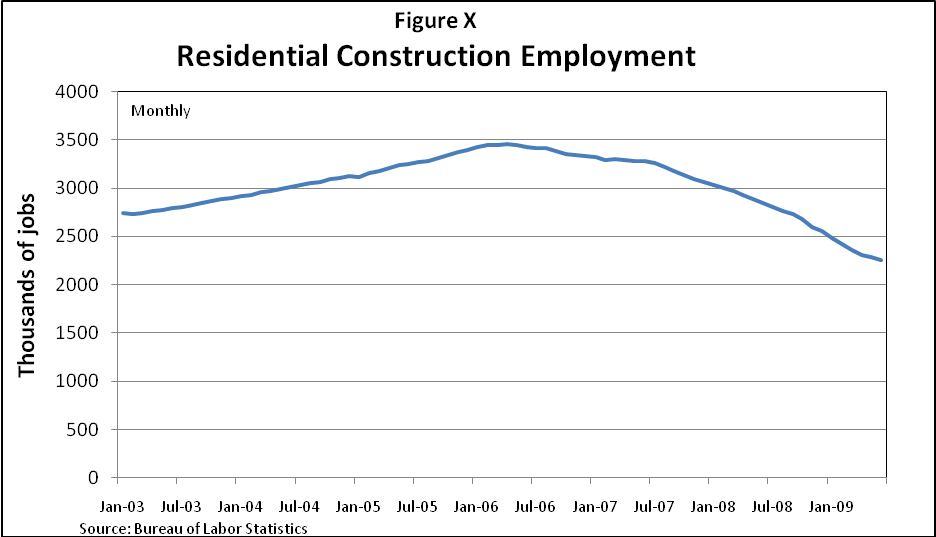 Figure X
Residential Construction Employment
Monthly
Thousands of jobs
4000
3500
3000
2500
2000
1500
1000
500
0
Jan-03 Jul-03 Jan-04 Jul-04 Jan-05 Jul-05 Jan-06 Jul-06 Jan-07 Jul-07 Jan-08 Jul-08 Jan-09
Source: Bureau of Labor Statistics